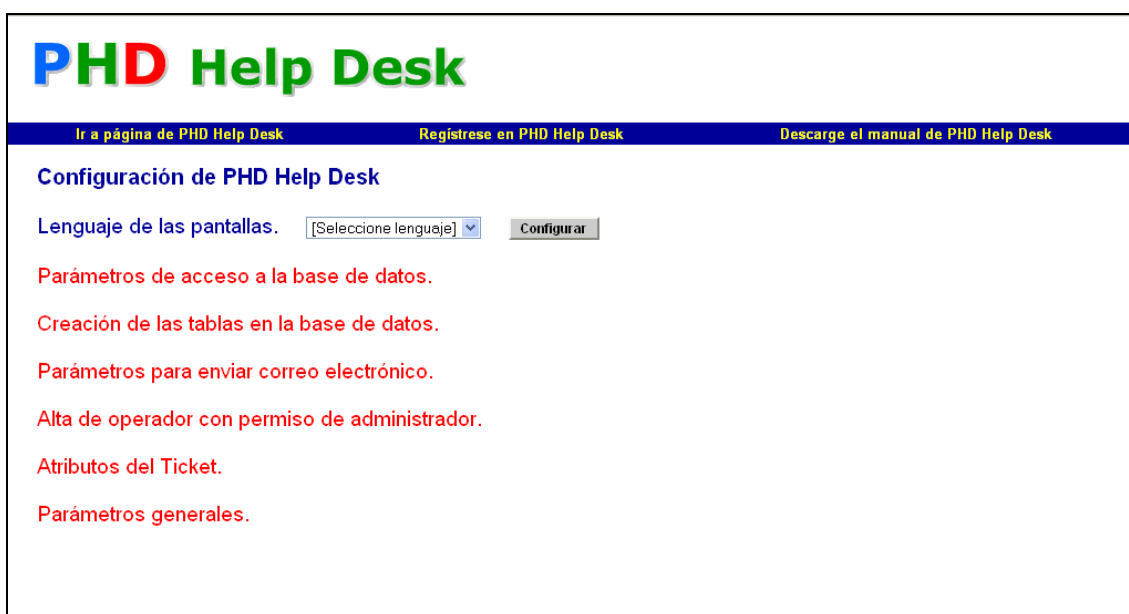 PHD Help Desk
Ir a página de PHD Help Desk Regístrese en PHD Help Desk Descarge el manual de PHD Help Desk
Configuración de PHD Help Desk
Lenguaje de las pantallas. [Seleccione lenguaje] Configurar
Parámetros de acceso a la base de datos.
Creación de las tablas en la base de datos.
Parámetros para enviar correo electrónico.
Alta de operador con permiso de administrador.
Atributos del Ticket.
Parámetros generales.